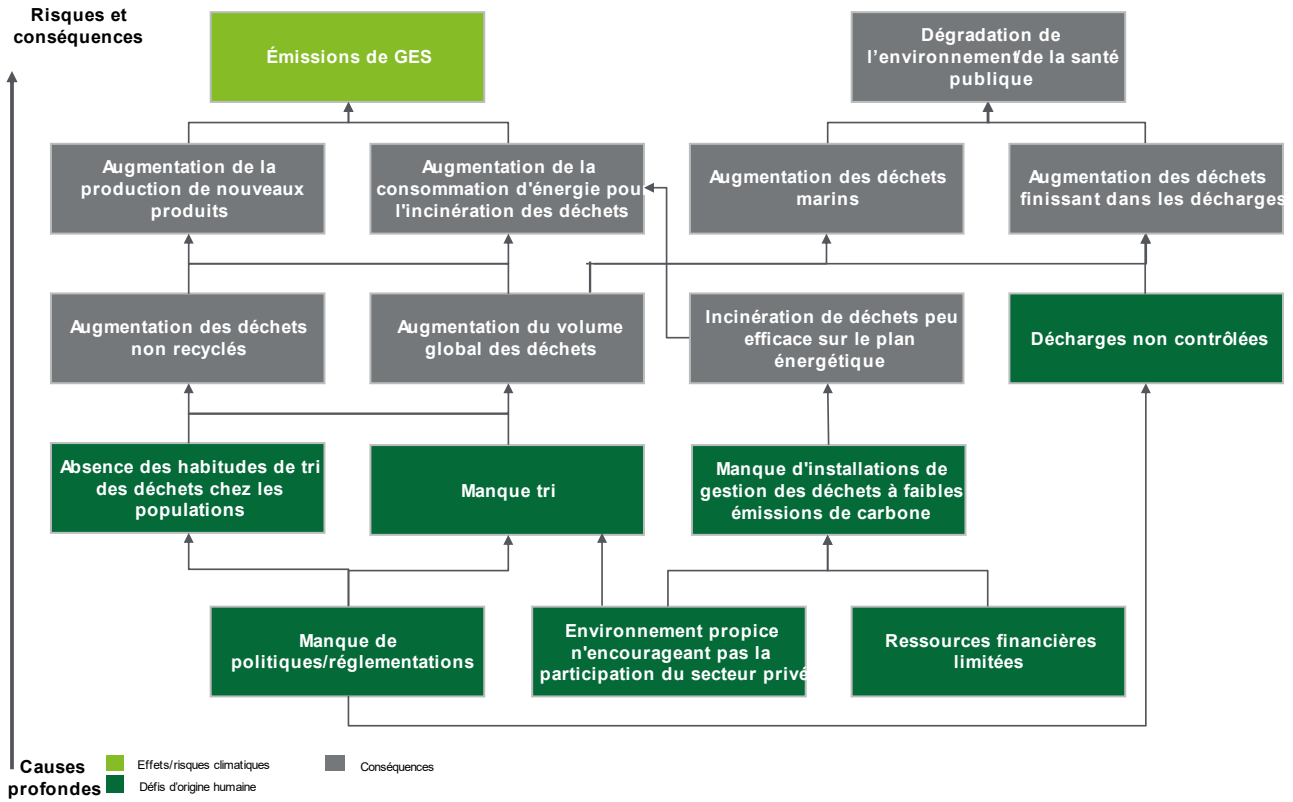 Risques et
conséquences
Émissions de GES
Dégradation de
l'environnement/de la santé
publique
Augmentation de la
production de nouveaux
produits
Augmentation de la
consommation d'énergie pour
l'incinération des déchets
Augmentation des déchets
marins
Augmentation des déchets
finissant dans les décharges
Augmentation des déchets
non recyclés
Augmentation du volume
global des déchets
Incinération de déchets peu
efficace sur le plan
énergétique
Décharges non contrôlées
Absence des habitudes de tri
des déchets chez les
populations
Manque tri
Manque d'installations de
gestion des déchets à faibles
émissions de carbone
Manque de
politiques/réglementations
Environnement propice
n'encourageant pas la
participation du secteur privé
Ressources financières
limitées
Causes
profondes
Effets/risques climatiques
Conséquences
Défis d'origine humaine